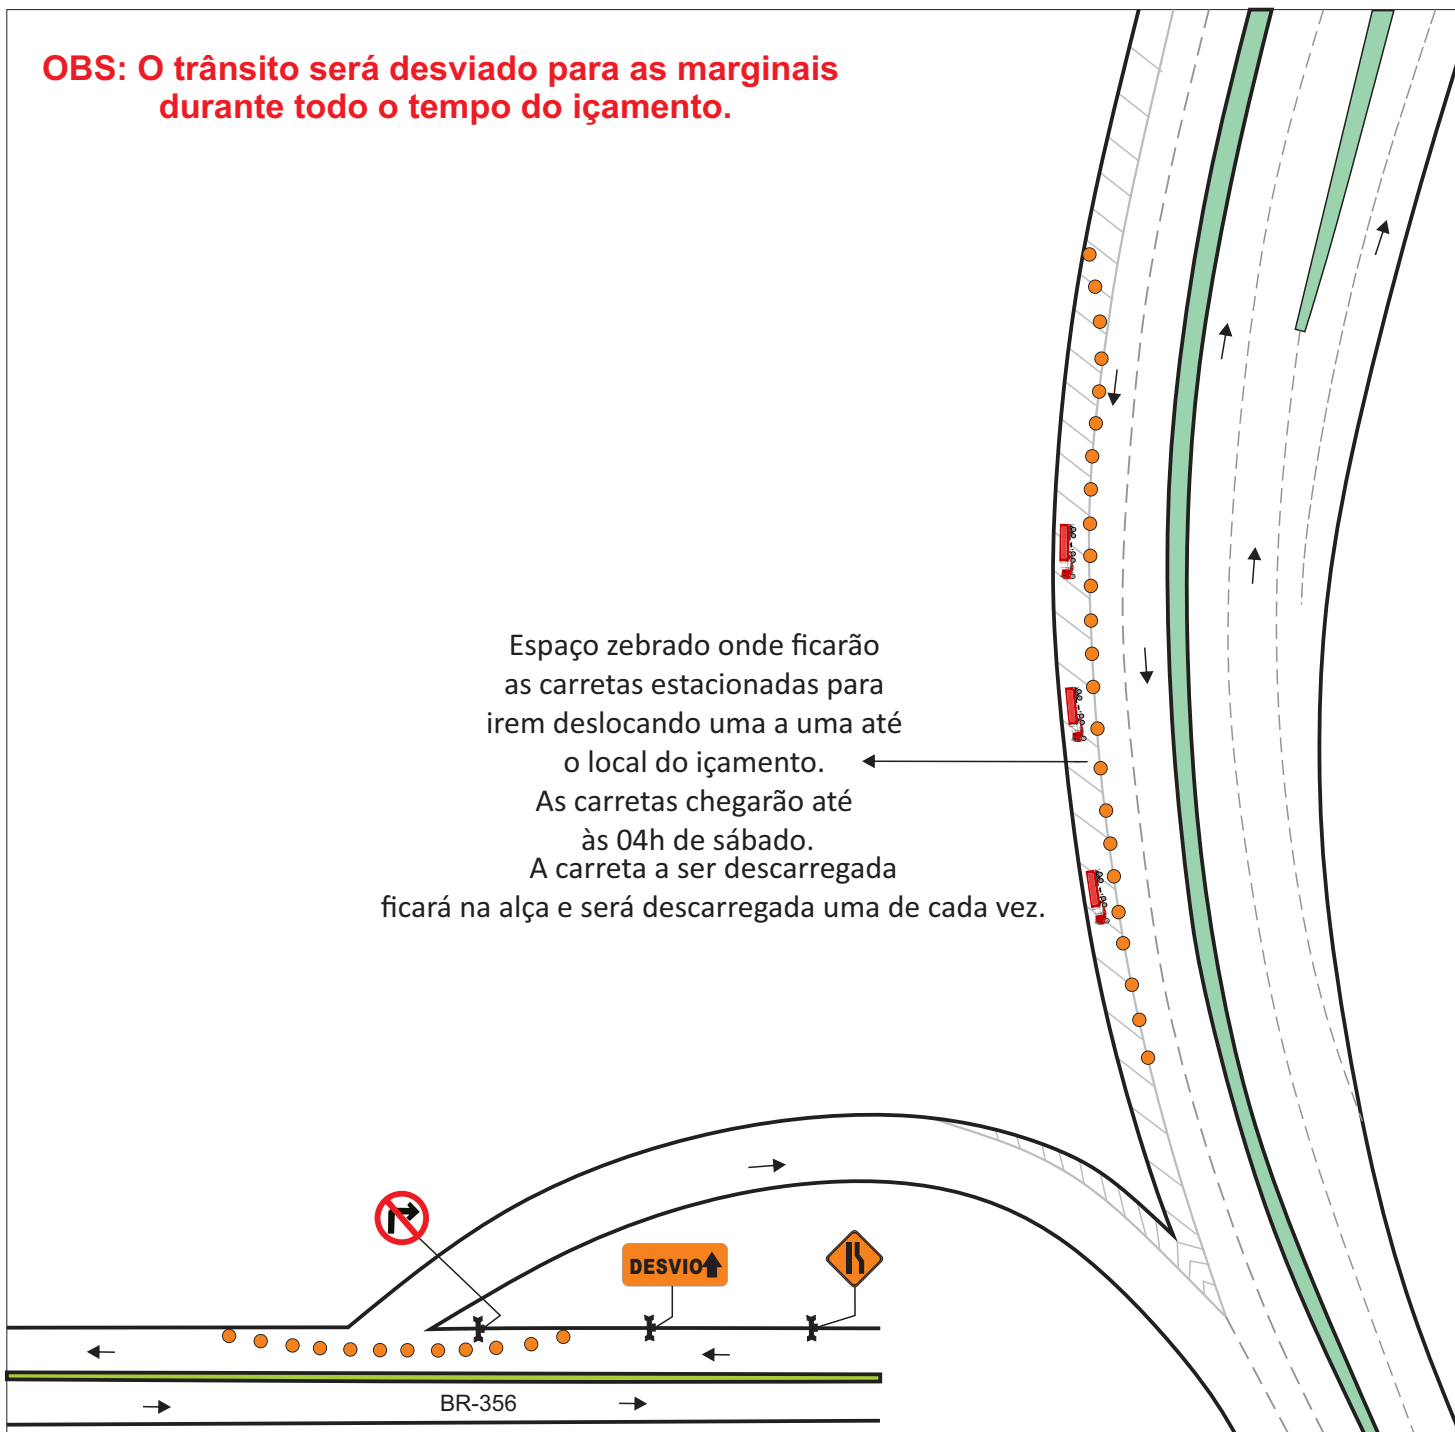 OBS: O trânsito será desviado para as marginais
durante todo o tempo do içamento.
Espaço zebrado onde ficarão
as carretas estacionadas para
irem deslocando uma a uma até
o local do içamento.
As carretas chegarão até
às 04h de sábado.
A carreta a ser descarregada
ficará na alça e será descarregada uma de cada vez.
DESVIO
BR-356